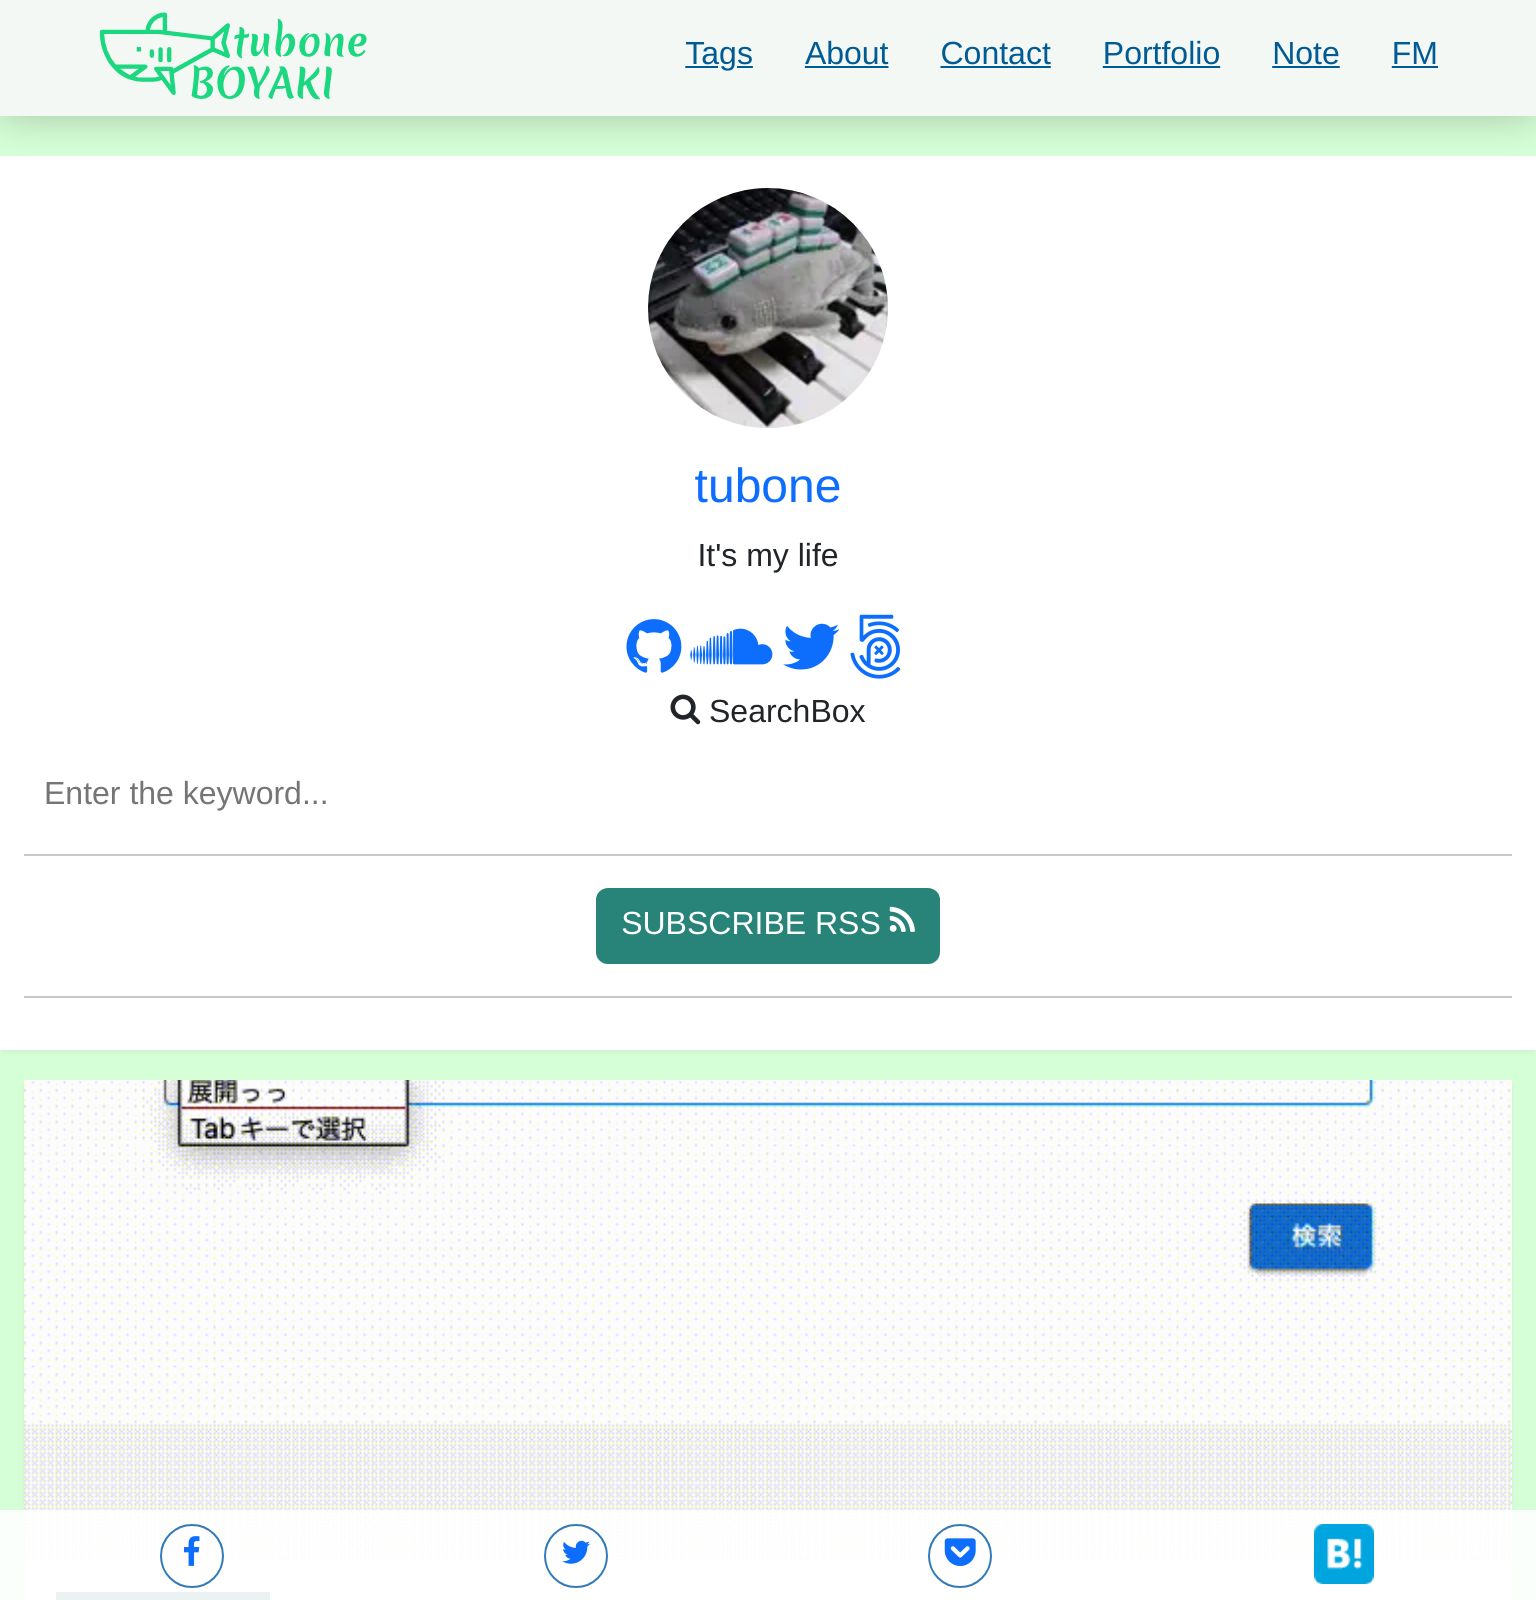 tubone
BOYAKI
Tags About Contact Portfolio Note FM
tubone
It's my life
SearchBox
Enter the keyword...
SUBSCRIBE RSS
展開っっ
Tabキーで選択
検索
B!